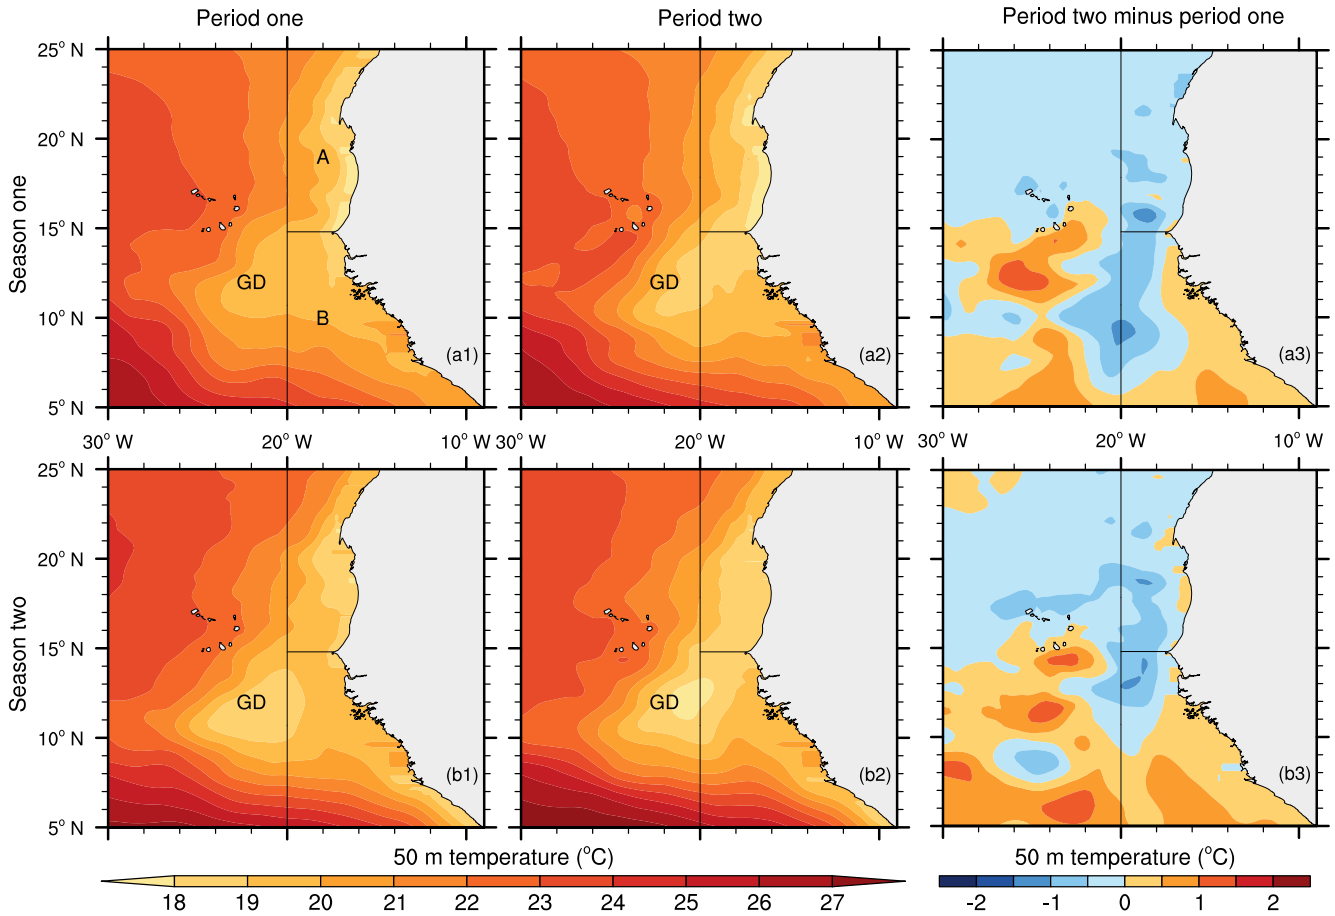 Period one Period two Period two minus period one
25° N
20° N
15° N
10° N
5° N
Season one
A
GD
B
(a1)
GD
(a2)
(a3)
30° W 20° W 10° W 30° W 20° W 10° W 30° W 20° W 10° W
25° N
20° N
15° N
10° N
5° N
Season two
GD
(b1)
GD
(b2)
(b3)
50 m temperature (°C) 50 m temperature (°C)
18 19 20 21 22 23 24 25 26 27 -2 -1 0 1 2